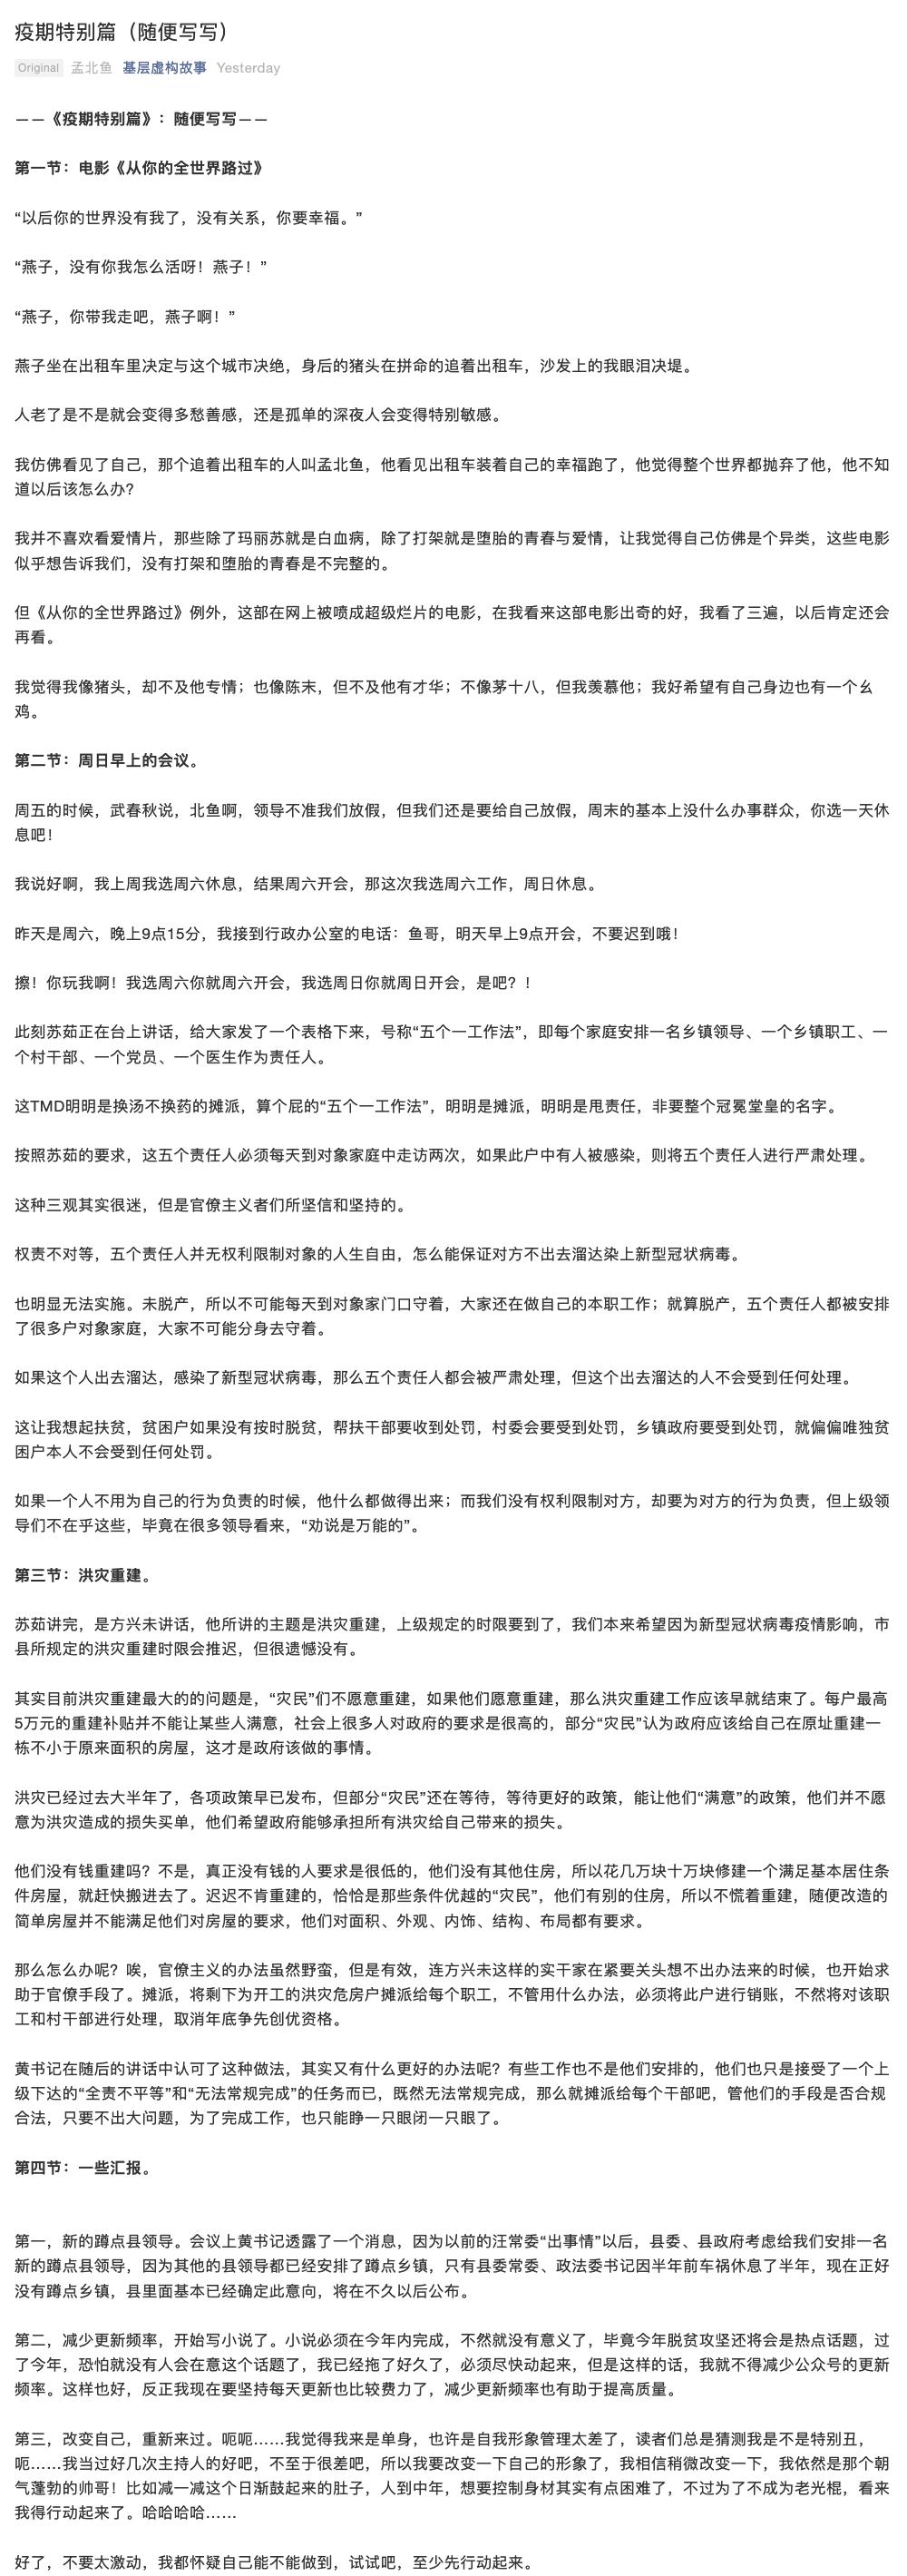 疫期特别篇（随便写写）
Original 孟北鱼 基层虚构故事 Yesterday
——《疫期特别篇》：随便写写——
第一节：电影《从你的全世界路过》
“以后你的世界没有我了，没有关系，你要幸福。”
“燕子，没有你我怎么活呀！燕子！”
“燕子，你带我走吧，燕子啊！”
燕子坐在出租车里决定与这个城市决绝，身后的猪头在拼命的追着出租车，沙发上的我眼泪决堤。
人老了是不是就会变得多愁善感，还是孤单的深夜人会变得特别敏感。
我仿佛看见了自己，那个追着出租车的人叫孟北鱼，他看见出租车装着自己的幸福跑了，他觉得整个世界都抛弃了他，他不知
道以后该怎么办？
我并不喜欢看爱情片，那些除了玛丽苏就是白血病，除了打架就是堕胎的青春与爱情，让我觉得自己仿佛是个异类，这些电影
似乎想告诉我们，没有打架和堕胎的青春是不完整的。
但《从你的全世界路过》例外，这部在网上被喷成超级烂片的电影，在我看来这部电影出奇的好，我看了三遍，以后肯定还会
再看。
我觉得我像猪头，却不及他专情；也像陈末，但不及他有才华；不像茅十八，但我羡慕他；我好希望有自己身边也有一个幺
鸡。
第二节：周日早上的会议。
周五的时候，武春秋说，北鱼啊，领导不准我们放假，但我们还是要给自己放假，周末的基本上没什么办事群众，你选一天休
息吧！
我说好啊，我上周我选周六休息，结果周六开会，那这次我选周六工作，周日休息。
昨天是周六，晚上9点15分，我接到行政办公室的电话：鱼哥，明天早上9点开会，不要迟到哦！
擦！你玩我啊！我选周六你就周六开会，我选周日你就周日开会，是吧？！
此刻苏茹正在台上讲话，给大家发了一个表格下来，号称“五个一工作法”，即每个家庭安排一名乡镇领导、一个乡镇职工、一
个村干部、一个党员、一个医生作为责任人。
这TMD明明是换汤不换药的摊派，算个屁的“五个一工作法”，明明是摊派，明明是甩责任，非要整个冠冕堂皇的名字。
按照苏茹的要求，这五个责任人必须每天到对象家庭中走访两次，如果此户中有人被感染，则将五个责任人进行严肃处理。
这种三观其实很迷，但是官僚主义者们所坚信和坚持的。
权责不对等，五个责任人并无权利限制对象的人生自由，怎么能保证对方不出去溜达染上新型冠状病毒。
也明显无法实施。未脱产，所以不可能每天到对象家门口守着，大家还在做自己的本职工作；就算脱产，五个责任人都被安排
了很多户对象家庭，大家不可能分身去守着。
如果这个人出去溜达，感染了新型冠状病毒，那么五个责任人都会被严肃处理，但这个出去溜达的人不会受到任何处理。
这让我想起扶贫，贫困户如果没有按时脱贫，帮扶干部要收到处罚，村委会要受到处罚，乡镇政府要受到处罚，就偏偏唯独贫
困户本人不会受到任何处罚。
如果一个人不用为自己的行为负责的时候，他什么都做得出来；而我们没有权利限制对方，却要为对方的行为负责，但上级领
导们不在乎这些，毕竟在很多领导看来，“劝说是万能的”。
第三节：洪灾重建。
苏茹讲完，是方兴未讲话，他所讲的主题是洪灾重建，上级规定的时限要到了，我们本来希望因为新型冠状病毒疫情影响，市
县所规定的洪灾重建时限会推迟，但很遗憾没有。
其实目前洪灾重建最大的的问题是，“灾民”们不愿意重建，如果他们愿意重建，那么洪灾重建工作应该早就结束了。每户最高
5万元的重建补贴并不能让某些人满意，社会上很多人对政府的要求是很高的，部分“灾民”认为政府应该给自己在原址重建一
栋不小于原来面积的房屋，这才是政府该做的事情。
洪灾已经过去大半年了，各项政策早已发布，但部分“灾民”还在等待，等待更好的政策，能让他们“满意”的政策，他们并不愿
意为洪灾造成的损失买单，他们希望政府能够承担所有洪灾给自己带来的损失。
他们没有钱重建吗？不是，真正没有钱的人要求是很低的，他们没有其他住房，所以花几万块十万块修建一个满足基本居住条
件房屋，就赶快搬进去了。迟迟不肯重建的，恰恰是那些条件优越的“灾民”，他们有别的住房，所以不慌着重建，随便改造的
简单房屋并不能满足他们对房屋的要求，他们对面积、外观、内饰、结构、布局都有要求。
那么怎么办呢？唉，官僚主义的办法虽然野蛮，但是有效，连方兴未这样的实干家在紧要关头想不出办法来的时候，也开始求
助于官僚手段了。摊派，将剩下为开工的洪灾危房户摊派给每个职工，不管用什么办法，必须将此户进行销账，不然将对该职
工和村干部进行处理，取消年底争先创优资格。
黄书记在随后的讲话中认可了这种做法，其实又有什么更好的办法呢？有些工作也不是他们安排的，他们也只是接受了一个上
级下达的“全责不平等”和“无法常规完成”的任务而已，既然无法常规完成，那么就摊派给每个干部吧，管他们的手段是否合规
合法，只要不出大问题，为了完成工作，也只能睁一只眼闭一只眼了。
第四节：一些汇报。
第一，新的蹲点县领导。会议上黄书记透露了一个消息，因为以前的汪常委“出事情”以后，县委、县政府考虑给我们安排一名
新的蹲点县领导，因为其他的县领导都已经安排了蹲点乡镇，只有县委常委、政法委书记因半年前车祸休息了半年，现在正好
没有蹲点乡镇，县里面基本已经确定此意向，将在不久以后公布。
第二，减少更新频率，开始写小说了。小说必须在今年内完成，不然就没有意义了，毕竟今年脱贫攻坚还将会是热点话题，过
了今年，恐怕就没有人会在意这个话题了，我已经拖了好久了，必须尽快动起来，但是这样的话，我就不得减少公众号的更新
频率。这样也好，反正我现在要坚持每天更新也比较费力了，减少更新频率也有助于提高质量。
第三，改变自己，重新来过。呃呃……我觉得我来是单身，也许是自我形象管理太差了，读者们总是猜测我是不是特别丑，
呃……我当过好几次主持人的好吧，不至于很差吧，所以我要改变一下自己的形象了，我相信稍微改变一下，我依然是那个朝
气蓬勃的帅哥！比如减一减这个日渐鼓起来的肚子，人到中年，想要控制身材其实有点困难了，不过为了不成为老光棍，看来
我得行动起来了。哈哈哈哈……
好了，不要太激动，我都怀疑自己能不能做到，试试吧，至少先行动起来。